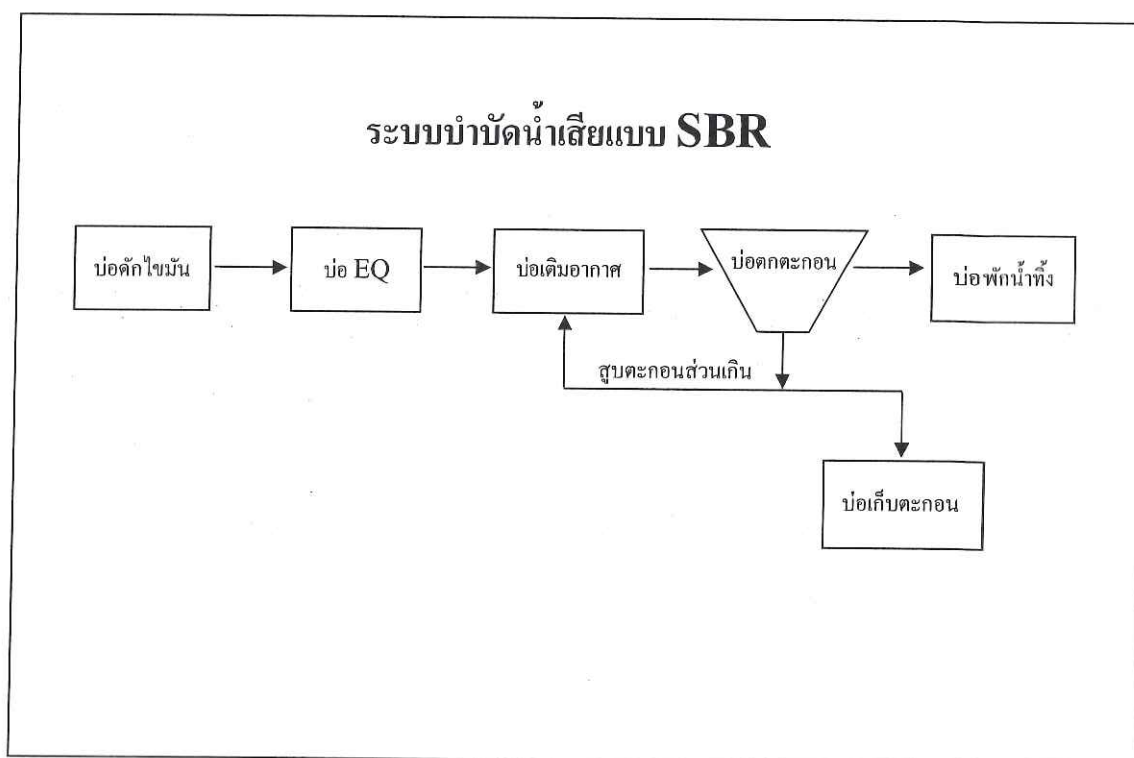 ระบบบำบัดน้ำเสียแบบ SBR
บ่อดักไขมัน
บ่อ EQ
บ่อเติมอากาศ
บ่อตกตะกอน
บ่อพักน้ำทิ้ง
สูบตะกอนส่วนเกิน
บ่อเก็บตะกอน